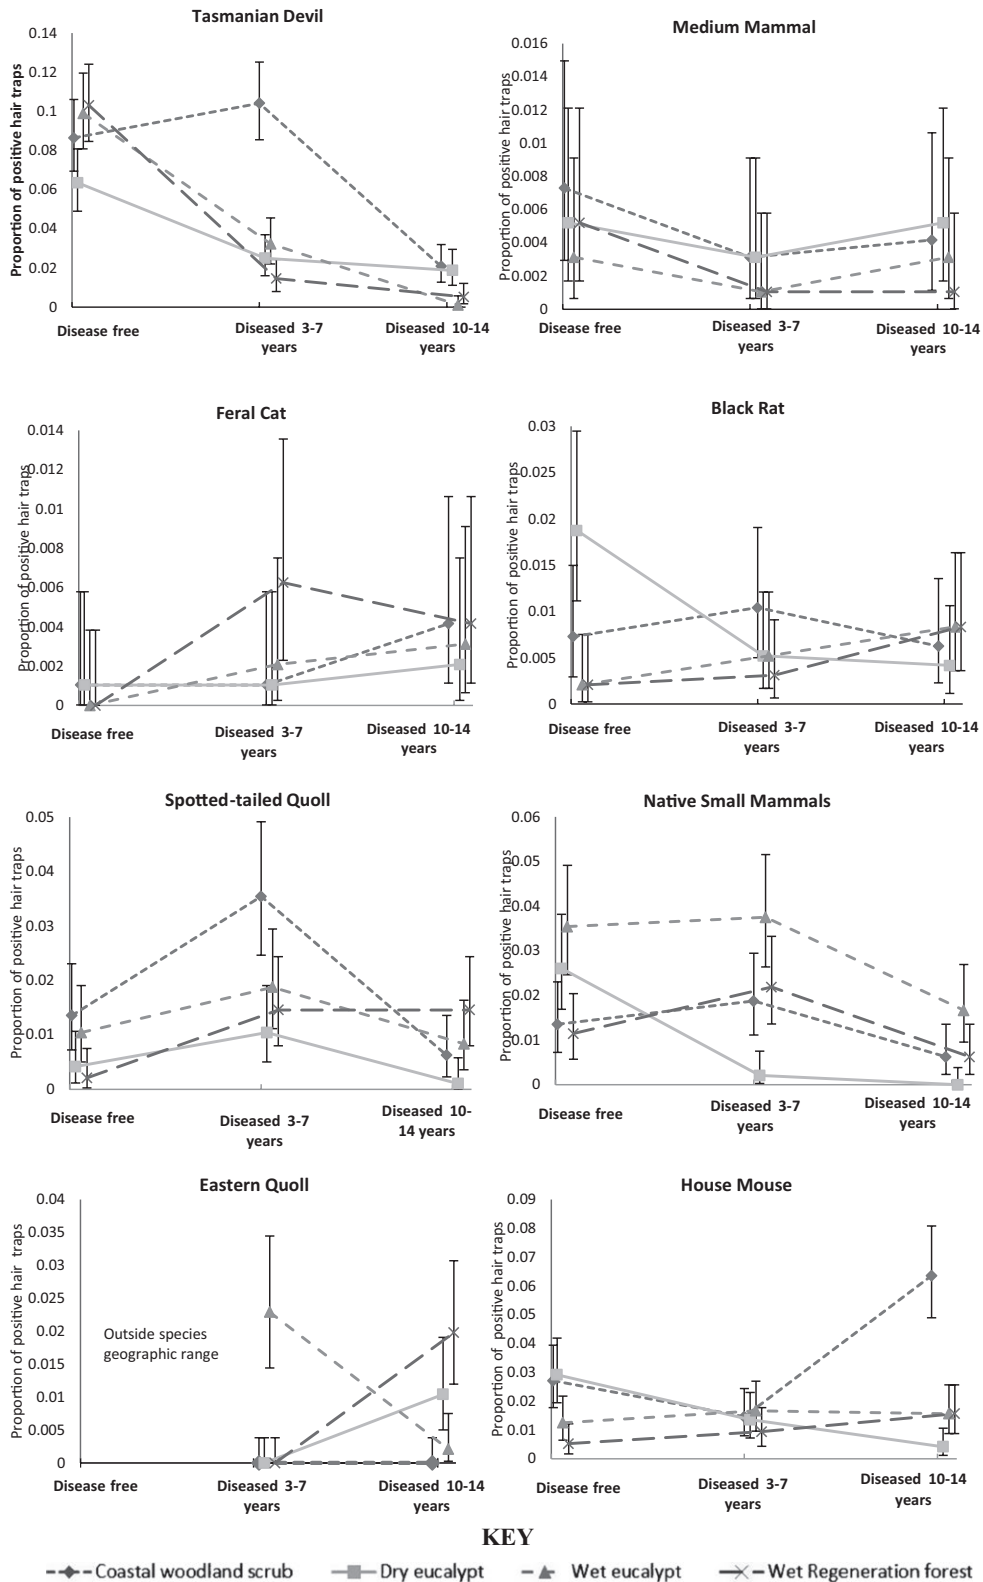 Tasmanian Devil
Proportion of positive hair traps
0.14
0.12
0.1
0.08
0.06
0.04
0.02
0
Disease free
Diseased 3-7
years
Diseased 10-14
years
Medium Mammal
Proportion of positive hair traps
0.016
0.014
0.012
0.01
0.008
0.006
0.004
0.002
0
Disease free
Diseased 3-7
years
Diseased 10-14
years
Feral Cat
Proportion of positive hair traps
0.014
0.012
0.01
0.008
0.006
0.004
0.002
0
Disease free
Diseased 3-7
years
Diseased 10-14
years
Black Rat
Proportion of positive hair traps
0.03
0.025
0.02
0.015
0.01
0.005
0
Disease free
Diseased 3-7
years
Diseased 10-14
years
Spotted-tailed Quoll
Proportion of positive hair traps
0.05
0.04
0.03
0.02
0.01
0
Disease free
Diseased 3-7
years
Diseased 10-
14 years
Native Small Mammals
Proportion of positive hair traps
0.06
0.05
0.04
0.03
0.02
0.01
0
Disease free
Diseased 3-7
years
Diseased 10-14
years
Eastern Quoll
Proportion of positive hair traps
0.04
0.035
0.03
0.025
0.02
0.015
0.01
0.005
0
Outside species
geographic range
Disease free
Diseased 3-7
years
Diseased 10-14
years
House Mouse
Proportion of positive hair traps
0.09
0.08
0.07
0.06
0.05
0.04
0.03
0.02
0.01
0
Disease free
Diseased 3-7
years
Diseased 10-14
years
KEY
Coastal woodland scrub Dry eucalypt Wet eucalypt Wet Regeneration forest